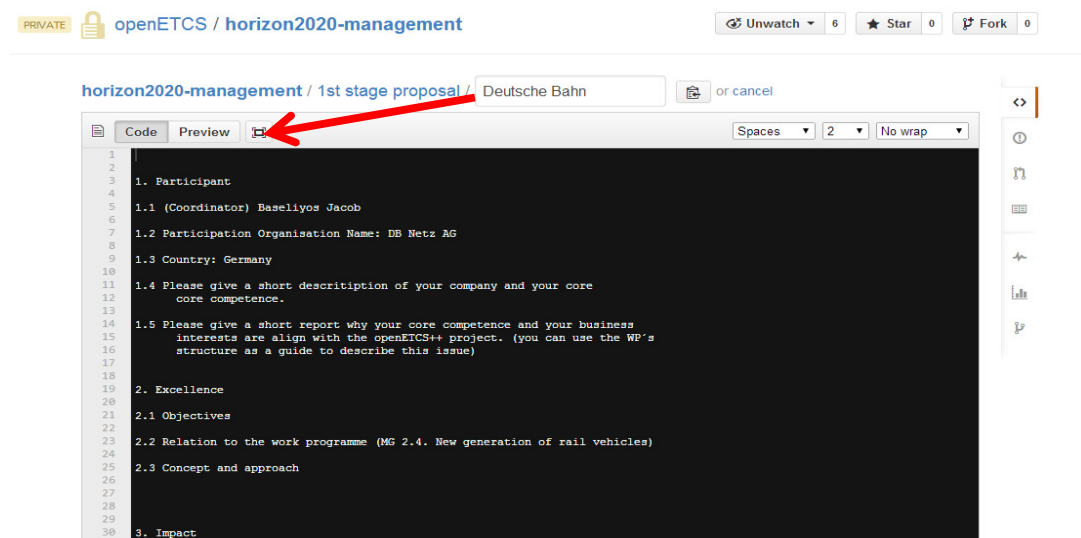 PRIVATE openETCS / horizon2020-management Unwatch 6 Star 0 Fork 0
horizon2020-management / 1st stage proposal / Deutsche Bahn or cancel
Code Preview Spaces 2 No wrap
1
2
3 1. Participant
4
5 1.1 (Coordinator) Baseliyos Jacob
6
7 1.2 Participation Organisation Name: DB Netz AG
8
9 1.3 Country: Germany
10
11 1.4 Please give a short descritiption of your company and your core
12 core competence.
13
14 1.5 Please give a short report why your core competence and your business
15 interests are align with the openETCS++ project. (you can use the WP´s
16 structure as a guide to describe this issue)
17
18
19 2. Excellence
20
21 2.1 Objectives
22
23 2.2 Relation to the work programme (MG 2.4. New generation of rail vehicles)
24
25 2.3 Concept and approach
26
27
28
29
30 3. Impact